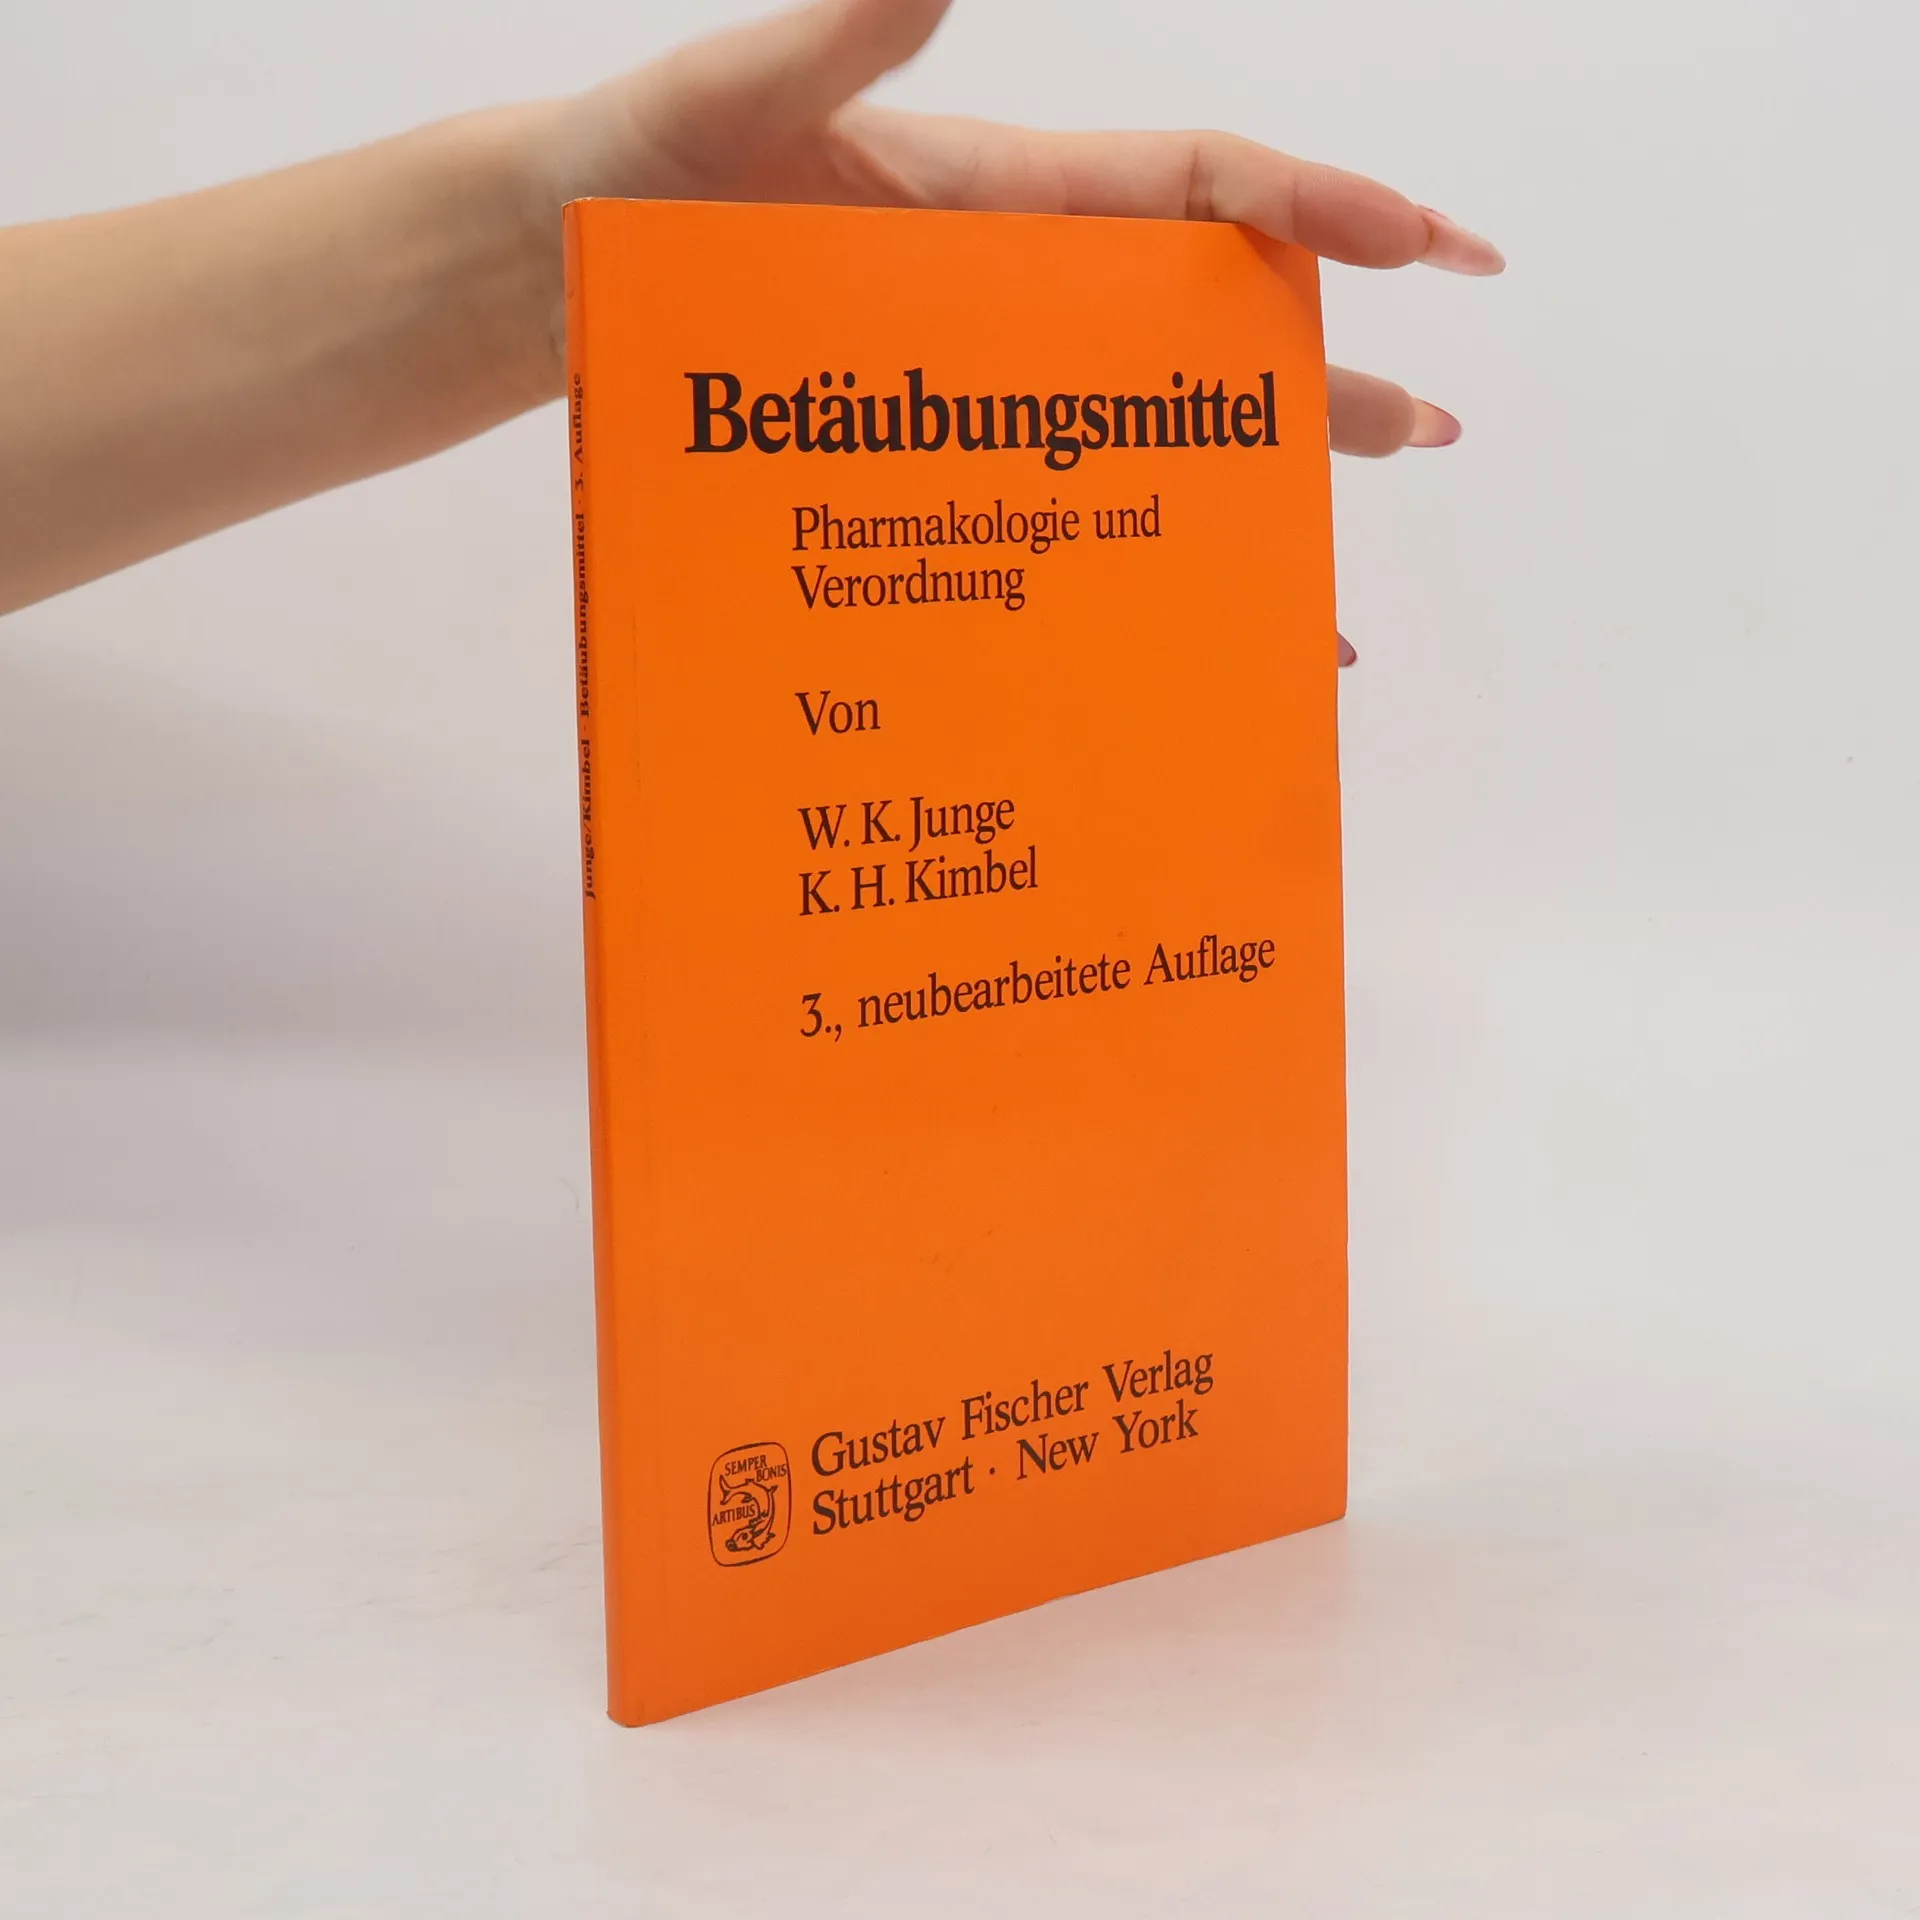 Betäubungsmittel
Pharmakologie und
Verordnung
Von
W. K. Junge
K. H. Kimbel
3., neubearbeitete Auflage
Gustav Fischer Verlag
Stuttgart · New York
SEMPER
BONIS
ARTIBUS
Junge/Kimbel · Betäubungsmittel · 3. Auflage